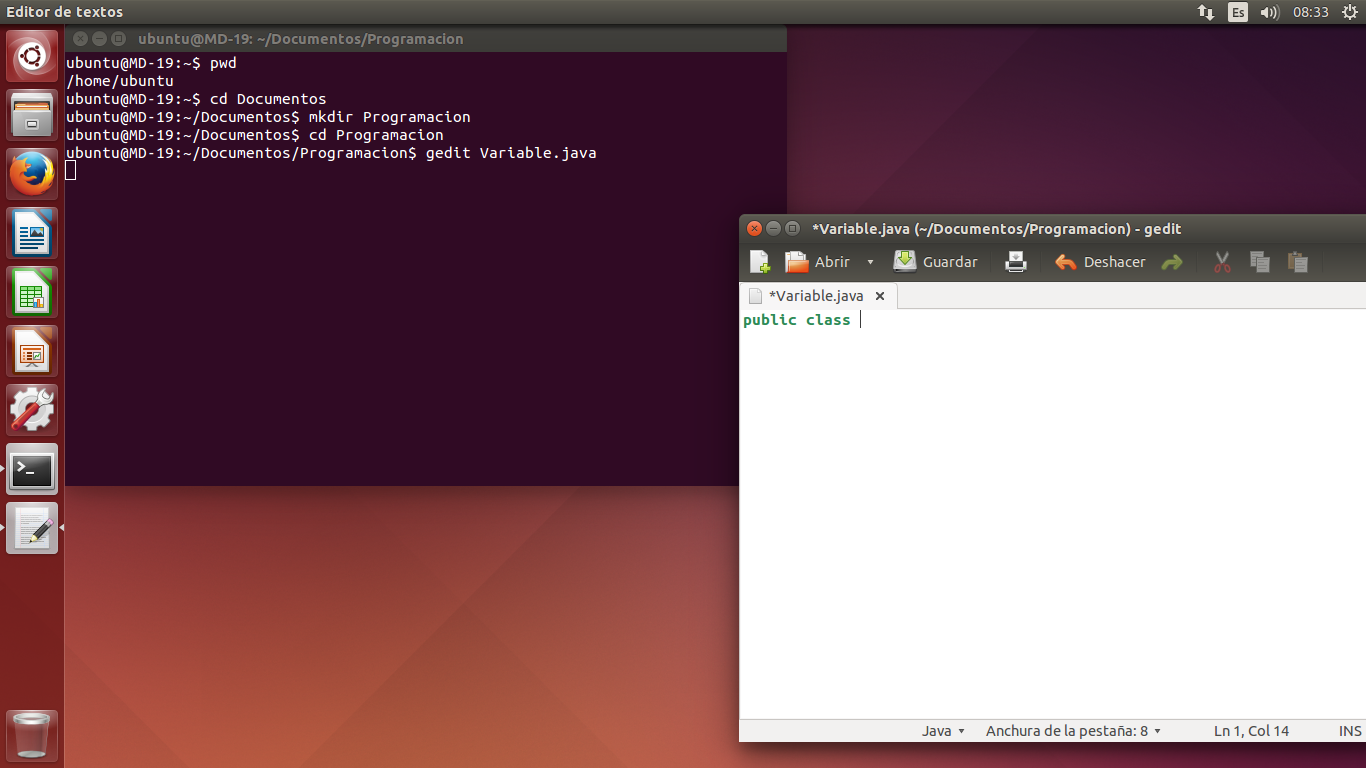 Editor de textos
Es
08:33
ubuntu@MD-19: ~/Documentos/Programacion
ubuntu@MD-19:~$ pwd
/home/ubuntu
ubuntu@MD-19:~$ cd Documentos
ubuntu@MD-19:~/Documentos$ mkdir Programacion
ubuntu@MD-19:~/Documentos$ cd Programacion
ubuntu@MD-19:~/Documentos/Programacion$ gedit Variable.java
*Variable.java (~/Documentos/Programacion) - gedit
Abrir
Guardar
Deshacer
*Variable.java
public class
Java
Anchura de la pestaña: 8
Ln 1, Col 14
INS